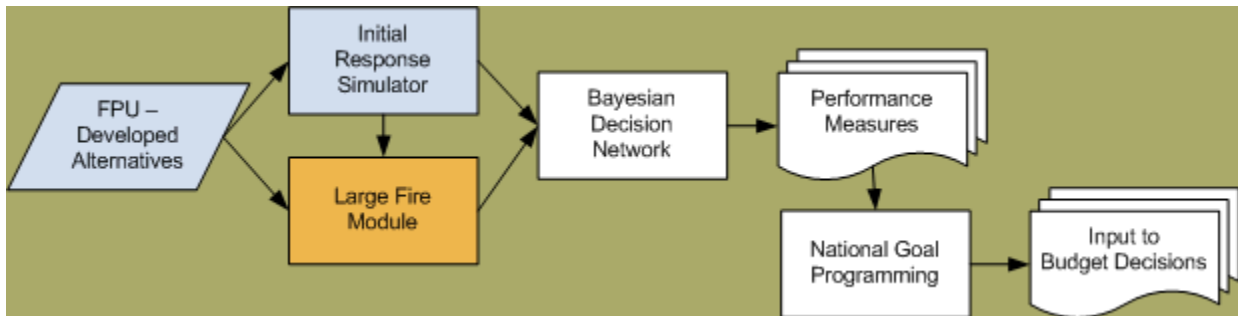 FPU –
Developed
Alternatives
Initial
Response
Simulator
Large Fire
Module
Bayesian
Decision
Network
Performance
Measures
National Goal
Programming
Input to
Budget Decisions